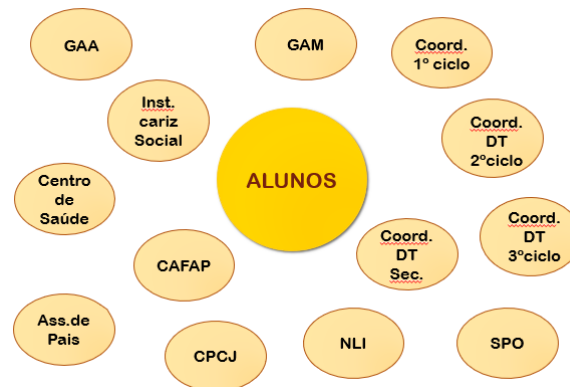 GAA
GAM
Coord.
1º ciclo
Inst.
cariz
Social
Coord.
DT
2ºciclo
ALUNOS
Centro
de
Saúde
Coord.
DT
3ºciclo
Coord.
DT
Sec.
CAFAP
Ass.de
Pais
CPCJ
NLI
SPO